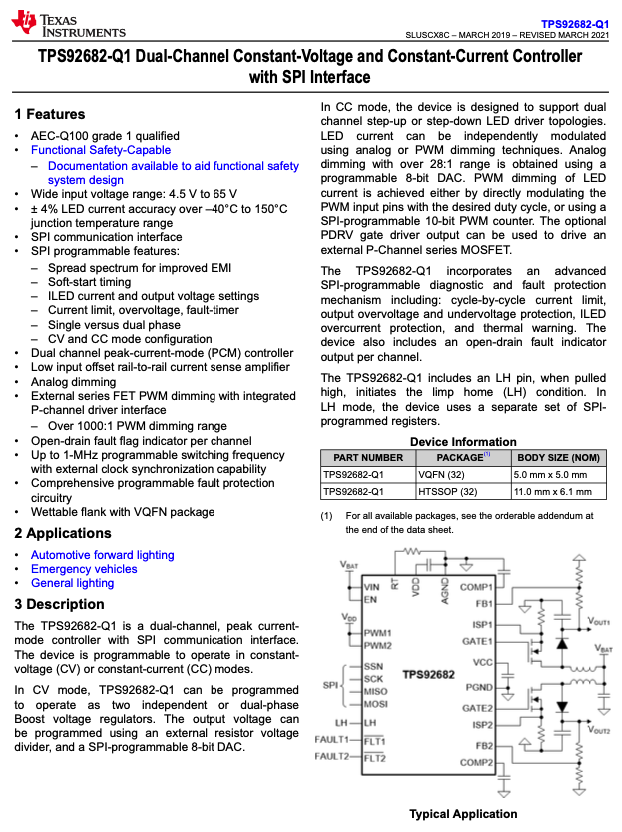 TEXAS
INSTRUMENTS
TPS92682-Q1
SLUSCX8C – MARCH 2019 – REVISED MARCH 2021
TPS92682-Q1 Dual-Channel Constant-Voltage and Constant-Current Controller
with SPI Interface
1 Features
• AEC-Q100 grade 1 qualified
• Functional Safety-Capable
– Documentation available to aid functional safety
system design
• Wide input voltage range: 4.5 V to 65 V
• ± 4% LED current accuracy over –40°C to 150°C
junction temperature range
• SPI communication interface
• SPI programmable features:
– Spread spectrum for improved EMI
– Soft-start timing
– ILED current and output voltage settings
– Current limit, overvoltage, fault-timer
– Single versus dual phase
– CV and CC mode configuration
• Dual channel peak-current-mode (PCM) controller
• Low input offset rail-to-rail current sense amplifier
• Analog dimming
• External series FET PWM dimming with integrated
P-channel driver interface
– Over 1000:1 PWM dimming range
• Open-drain fault flag indicator per channel
• Up to 1-MHz programmable switching frequency
with external clock synchronization capability
• Comprehensive programmable fault protection
circuitry
• Wettable flank with VQFN package
2 Applications
• Automotive forward lighting
• Emergency vehicles
• General lighting
3 Description
The TPS92682-Q1 is a dual-channel, peak current-
mode controller with SPI communication interface.
The device is programmable to operate in constant-
voltage (CV) or constant-current (CC) modes.
In CV mode, TPS92682-Q1 can be programmed
to operate as two independent or dual-phase
Boost voltage regulators. The output voltage can
be programmed using an external resistor voltage
divider, and a SPI-programmable 8-bit DAC.
In CC mode, the device is designed to support dual
channel step-up or step-down LED driver topologies.
LED current can be independently modulated
using analog or PWM dimming techniques. Analog
dimming with over 28:1 range is obtained using a
programmable 8-bit DAC. PWM dimming of LED
current is achieved either by directly modulating the
PWM input pins with the desired duty cycle, or using a
SPI-programmable 10-bit PWM counter. The optional
PDRV gate driver output can be used to drive an
external P-Channel series MOSFET.
The TPS92682-Q1 incorporates an advanced
SPI-programmable diagnostic and fault protection
mechanism including: cycle-by-cycle current limit,
output overvoltage and undervoltage protection, ILED
overcurrent protection, and thermal warning. The
device also includes an open-drain fault indicator
output per channel.
The TPS92682-Q1 includes an LH pin, when pulled
high, initiates the limp home (LH) condition. In
LH mode, the device uses a separate set of SPI-
programmed registers.
Device Information
PART NUMBER PACKAGE(1) BODY SIZE (NOM)
TPS92682-Q1 VQFN (32) 5.0 mm x 5.0 mm
TPS92682-Q1 HTSSOP (32) 11.0 mm x 6.1 mm
(1) For all available packages, see the orderable addendum at
the end of the data sheet.
VBAT
RT VDD AGND
VIN COMP1
EN FB1
VDD
ISP1 VOUT1
PWM1 GATE1
PWM2 VBAT
VCC
SSN
TPS92682
SPI SCK
MISO PGND
MOSI GATE2
LH LH ISP2 VOUT2
FAULT1 FLT1 FB2
FAULT2 FLT2 COMP2
Typical Application